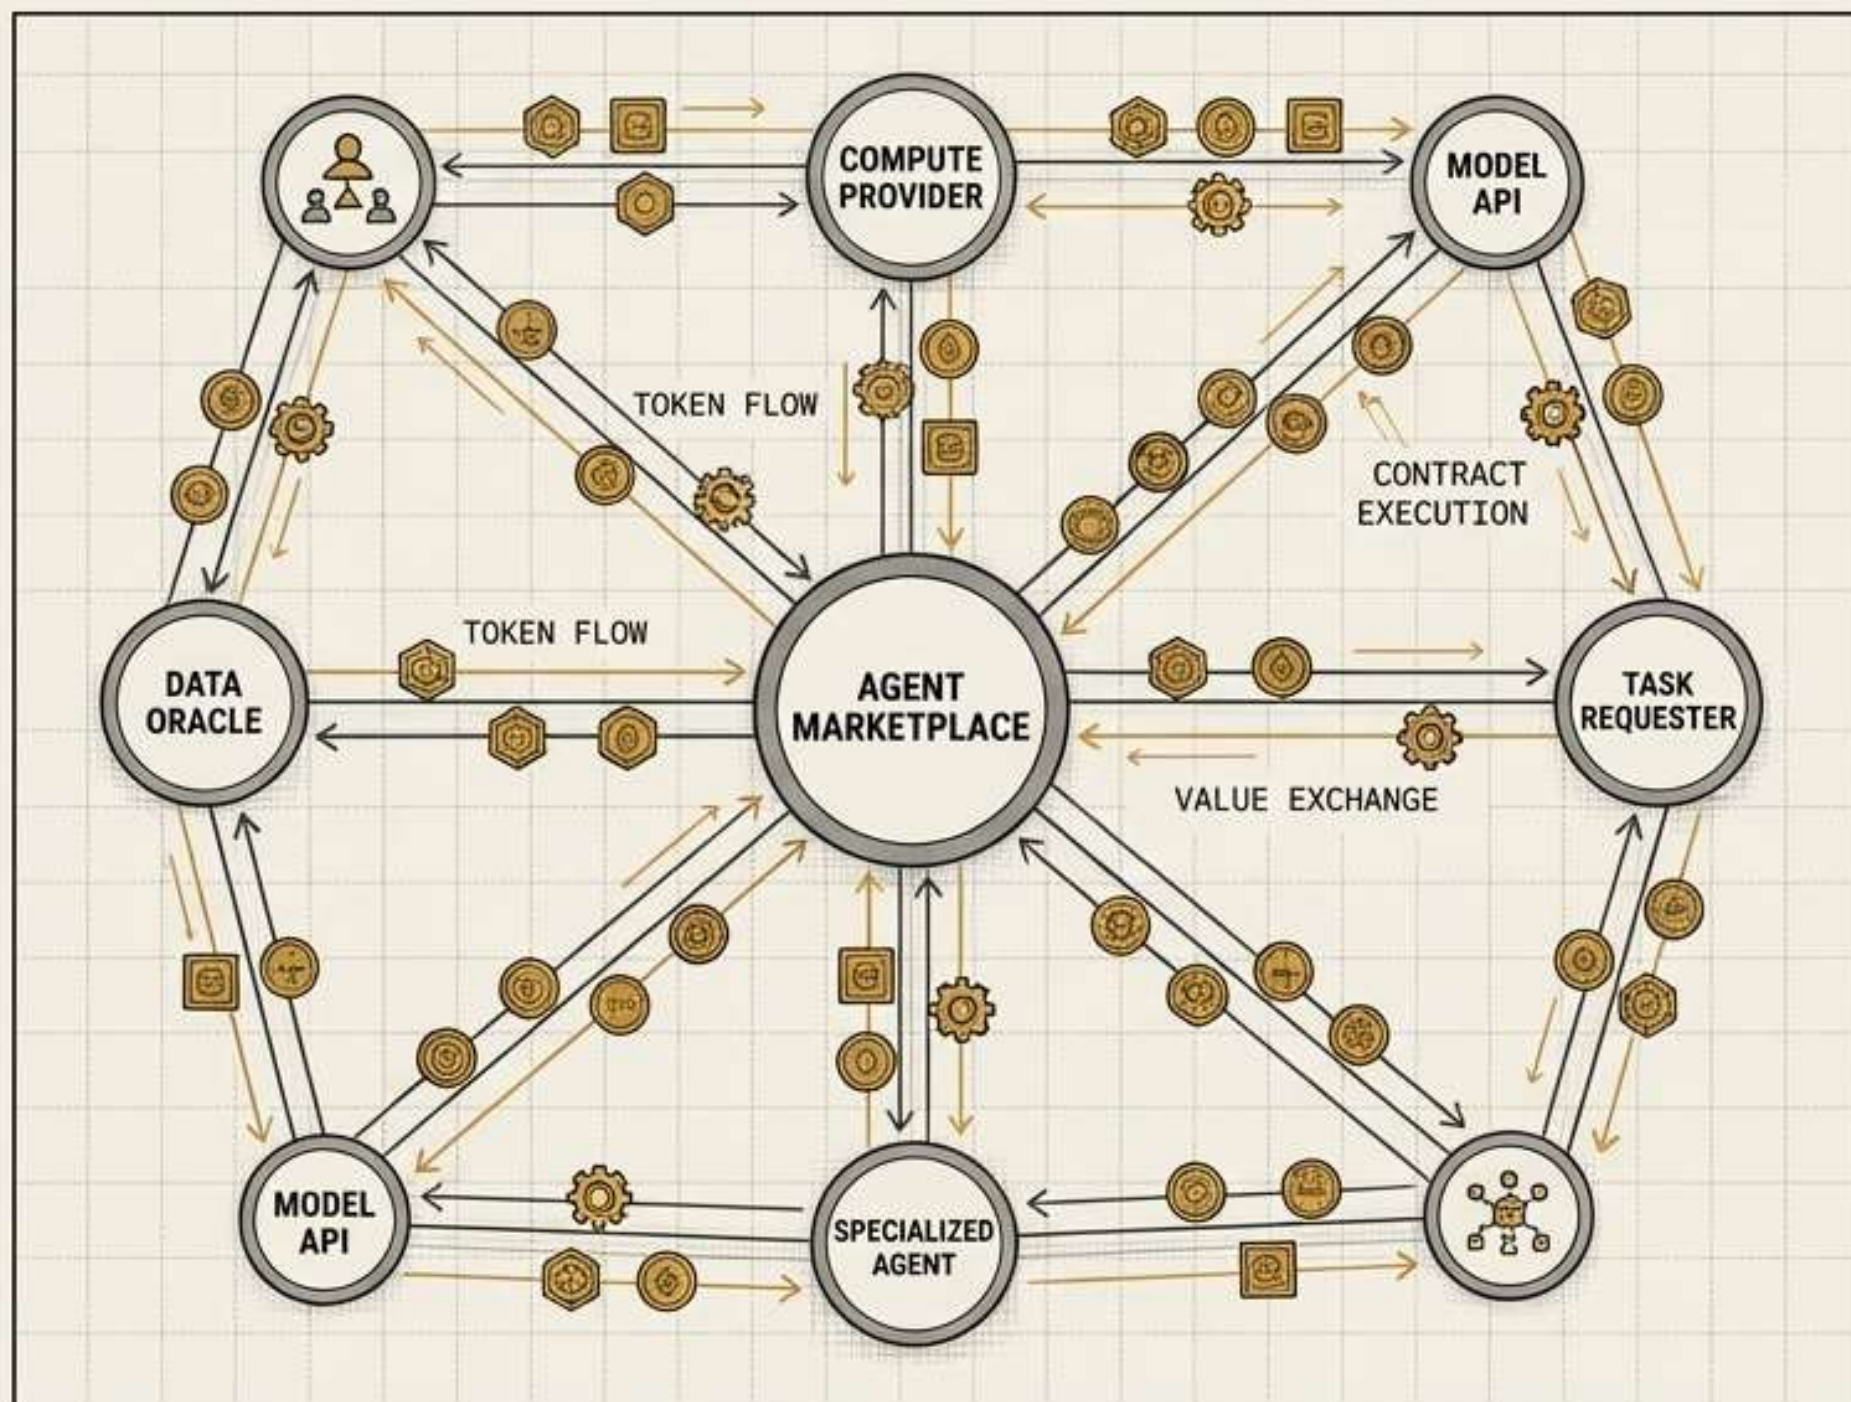 COMPUTE
PROVIDER
MODEL
API
TOKEN FLOW
CONTRACT
EXECUTION
TOKEN FLOW
DATA
ORACLE
AGENT
MARKETPLACE
TASK
REQUESTER
VALUE EXCHANGE
MODEL
API
SPECIALIZED
AGENT